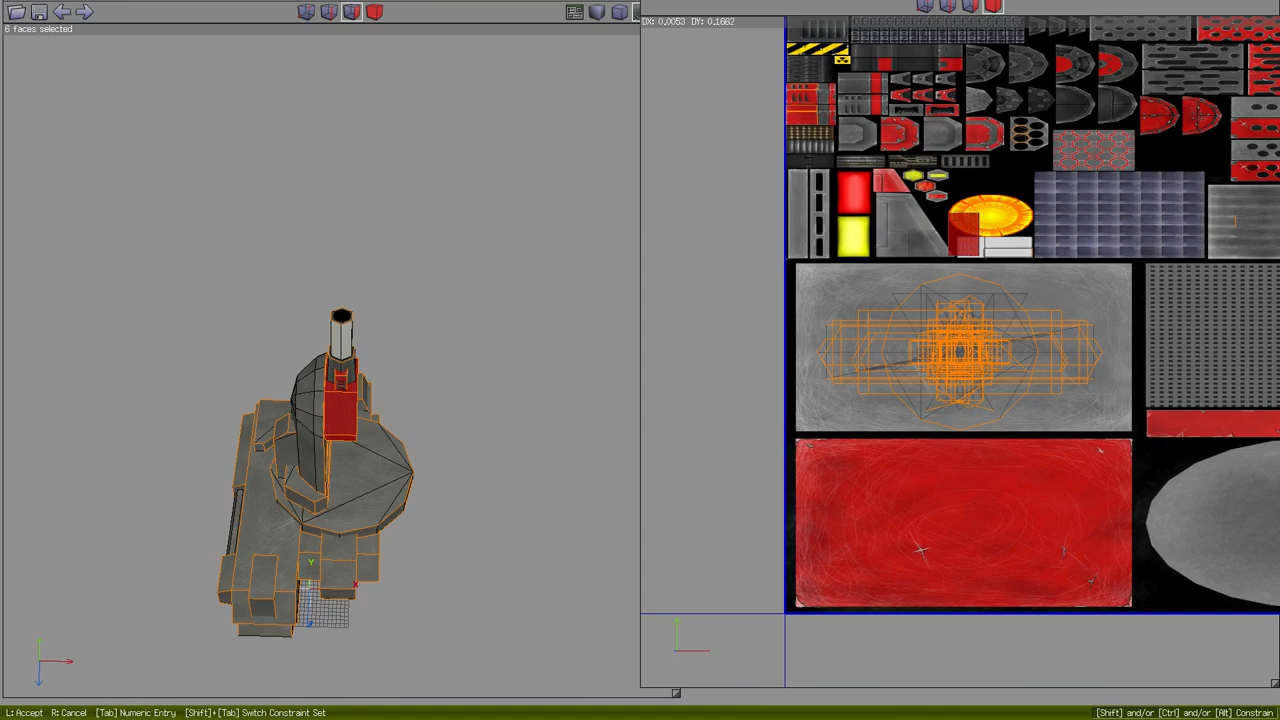 6 faces selected
DX: 0,0053 DY: 0,1662
Y
X
Z
L: Accept R: Cancel [Tab] Numeric Entry [Shift]+[Tab] Switch Constraint Set
[Shift] and/or [Ctrl] and/or [Alt] Constrain